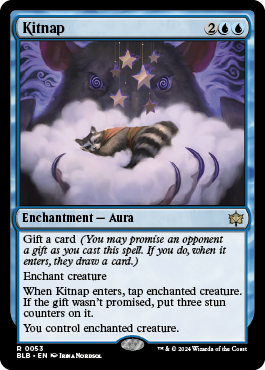 Kitnap 2UU
Enchantment — Aura
Gift a card (You may promise an opponent
a gift as you cast this spell. If you do, when it
enters, they draw a card.)
Enchant creature
When Kitnap enters, tap enchanted creature.
If the gift wasn't promised, put three stun
counters on it.
You control enchanted creature.
R 0053
BLB • EN Irina Nordsol
™ & © 2024 Wizards of the Coast